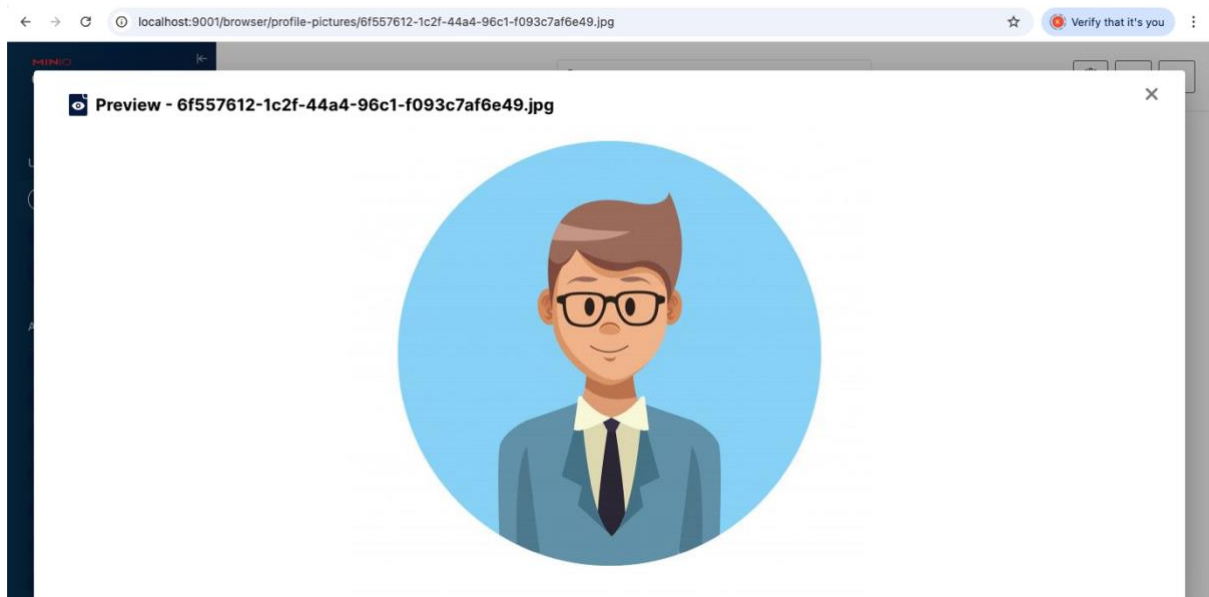 localhost:9001/browser/profile-pictures/6f557612-1c2f-44a4-96c1-f093c7af6e49.jpg
K
Verify that it's you
MINIO
Preview - 6f557612-1c2f-44a4-96c1-f093c7af6e49.jpg
U
A